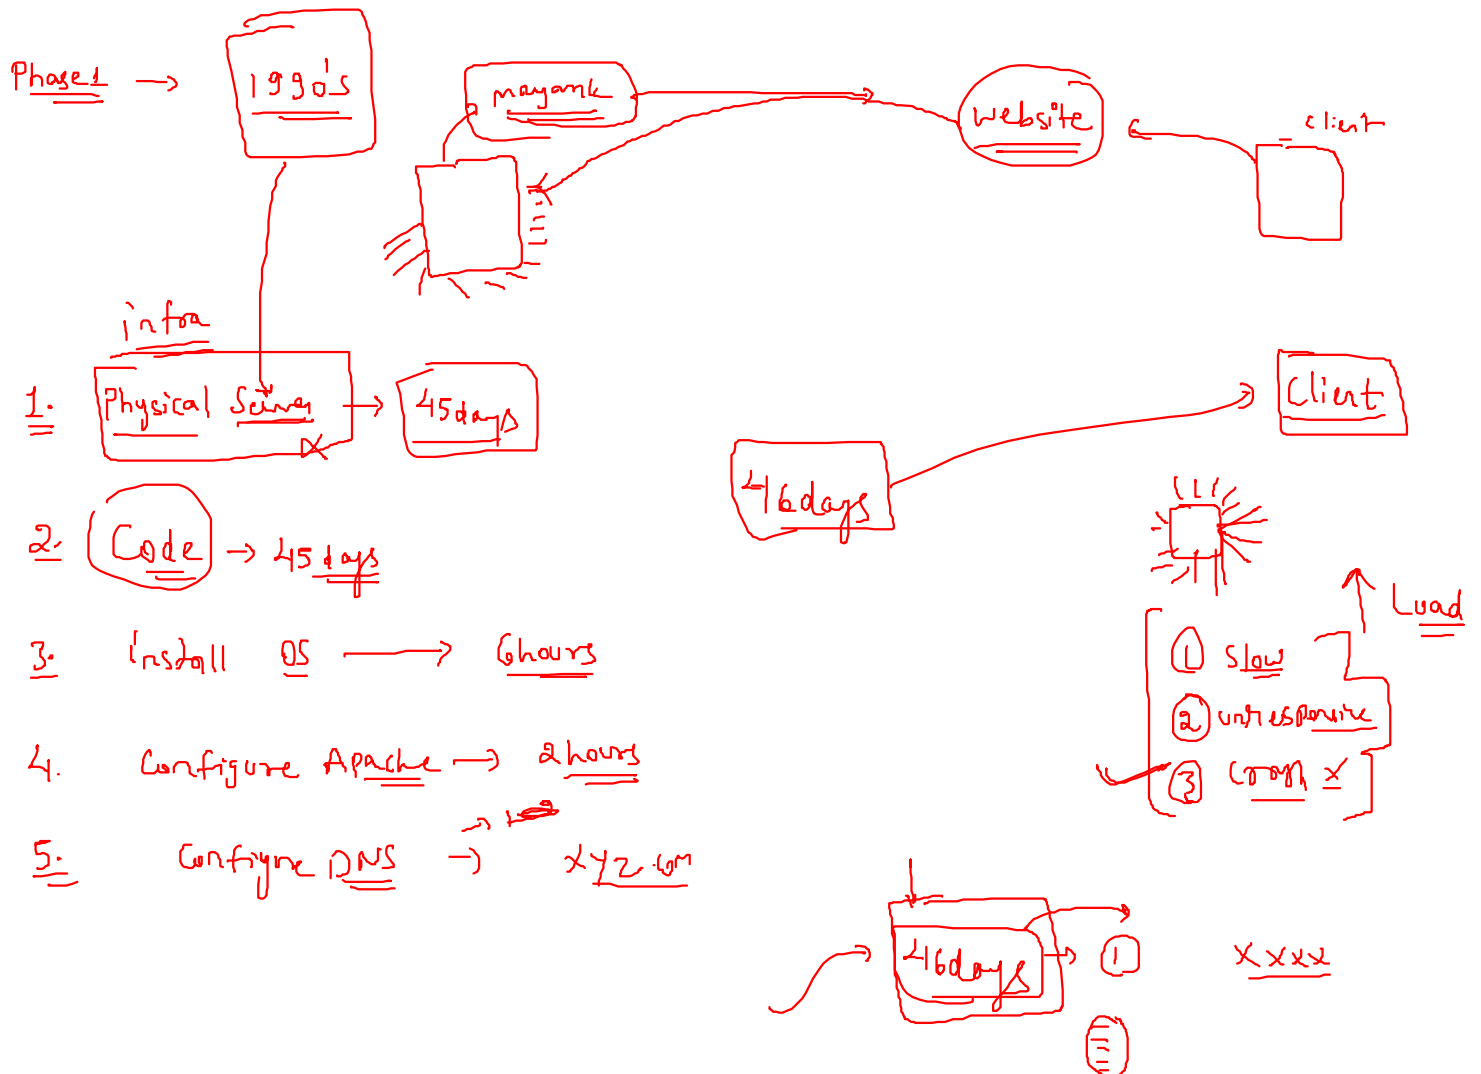 Phase1 → 1990's
mayank
website
client
infra
1. Physical Server → 45days
Client
46days
2. Code → 45 days
3. install OS → 6hours
Load
① Slow
② unresponsive
③ Crash x
4. Configure Apache → 2hours
5. Configure DNS → xyz.com
46days → ①
xxxx